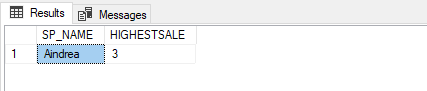 Results Messages
SP_NAME HIGHESTSALE
1 Aindrea 3